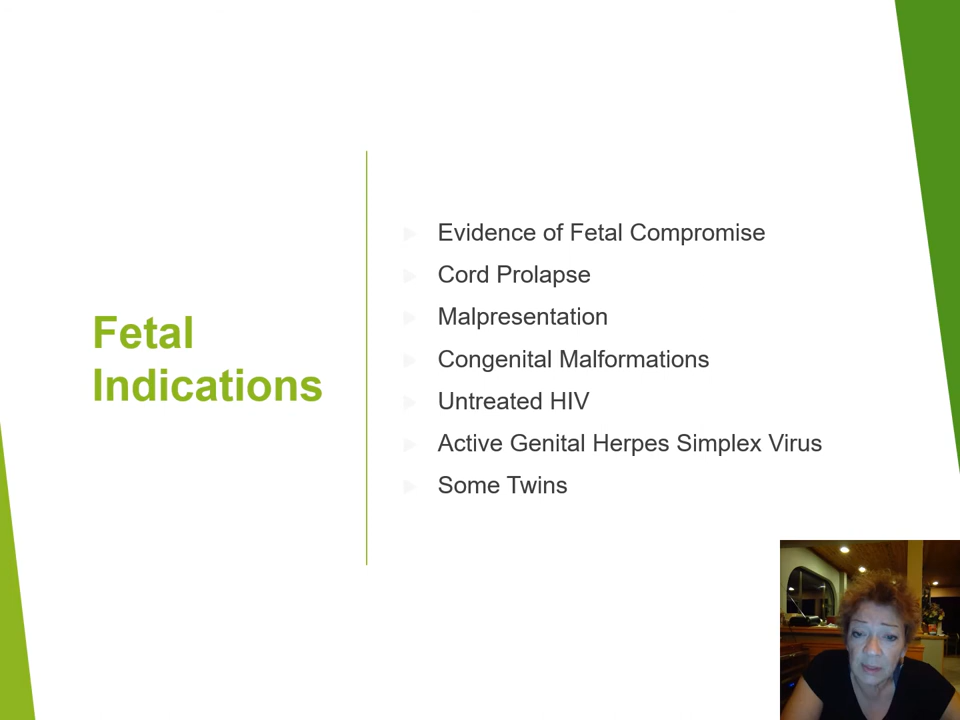 Fetal
Indications
Evidence of Fetal Compromise
Cord Prolapse
Malpresentation
Congenital Malformations
Untreated HIV
Active Genital Herpes Simplex Virus
Some Twins